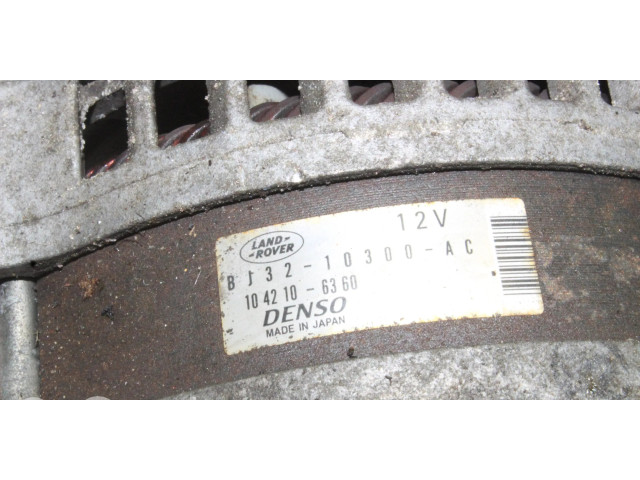 12V
LAND-
-ROVER
BJ32-10300-AC
104210-6360
DENSO
MADE IN JAPAN